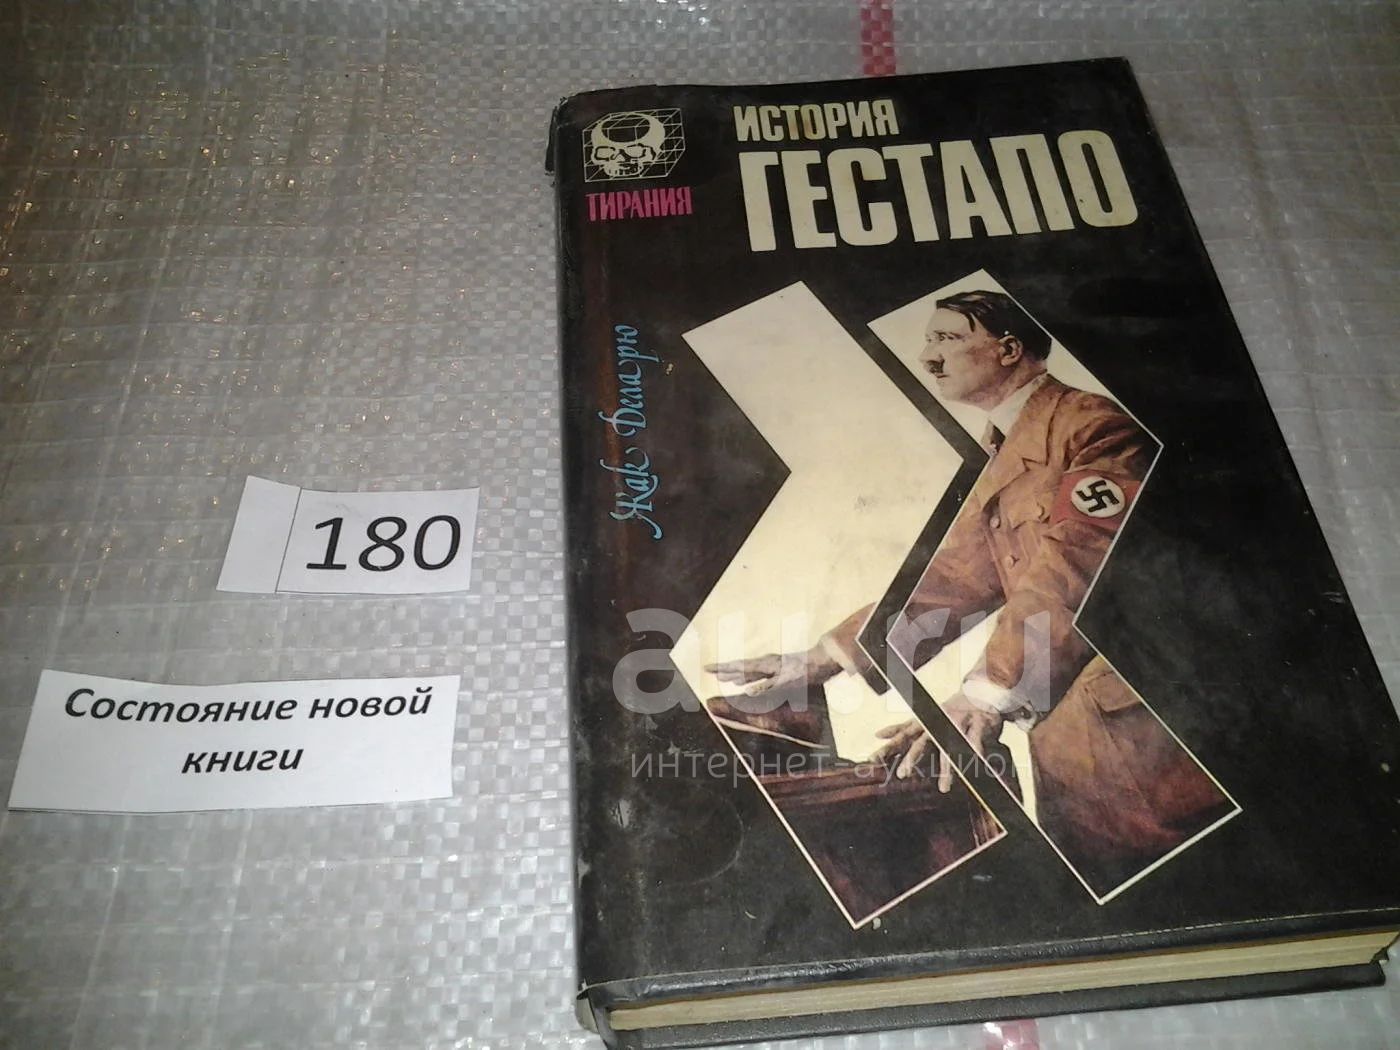 ИСТОРИЯ
ГЕСТАПО
ТИРАНИЯ
Жак Деларю
180
Состояние новой
книги
au.ru
интернет-аукцион